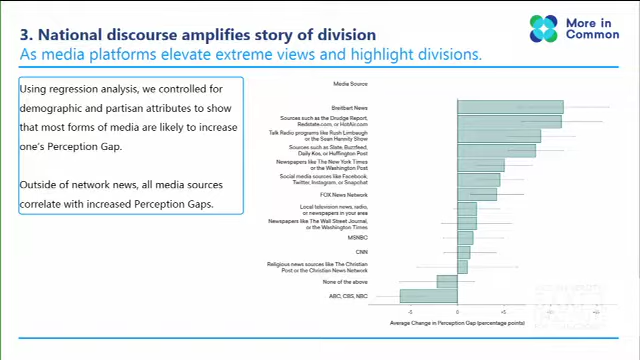 3. National discourse amplifies story of division
As media platforms elevate extreme views and highlight divisions.
More in
Common
Using regression analysis, we controlled for
demographic and partisan attributes to show
that most forms of media are likely to increase
one's Perception Gap.
Outside of network news, all media sources
correlate with increased Perception Gaps.
Media Source
Breitbart News
Sources such as the Drudge Report,
Redstate.com, or HotAir.com
Talk Radio programs like Rush Limbaugh
or the Sean Hannity Show
Sources such as Slate, Buzzfeed,
Daily Kos, or Huffington Post
Newspapers like The New York Times
or the Washington Post
Social media sources like Facebook,
Twitter, Instagram, or Snapchat
FOX News Network
Local television news, radio,
or newspapers in your area
Newspapers like The Wall Street Journal,
or the Washington Times
MSNBC
CNN
Religious news sources like The Christian
Post or the Christian News Network
None of the above
ABC, CBS, NBC
-5 0 +5 +10 +15
Average Change in Perception Gap (percentage points)